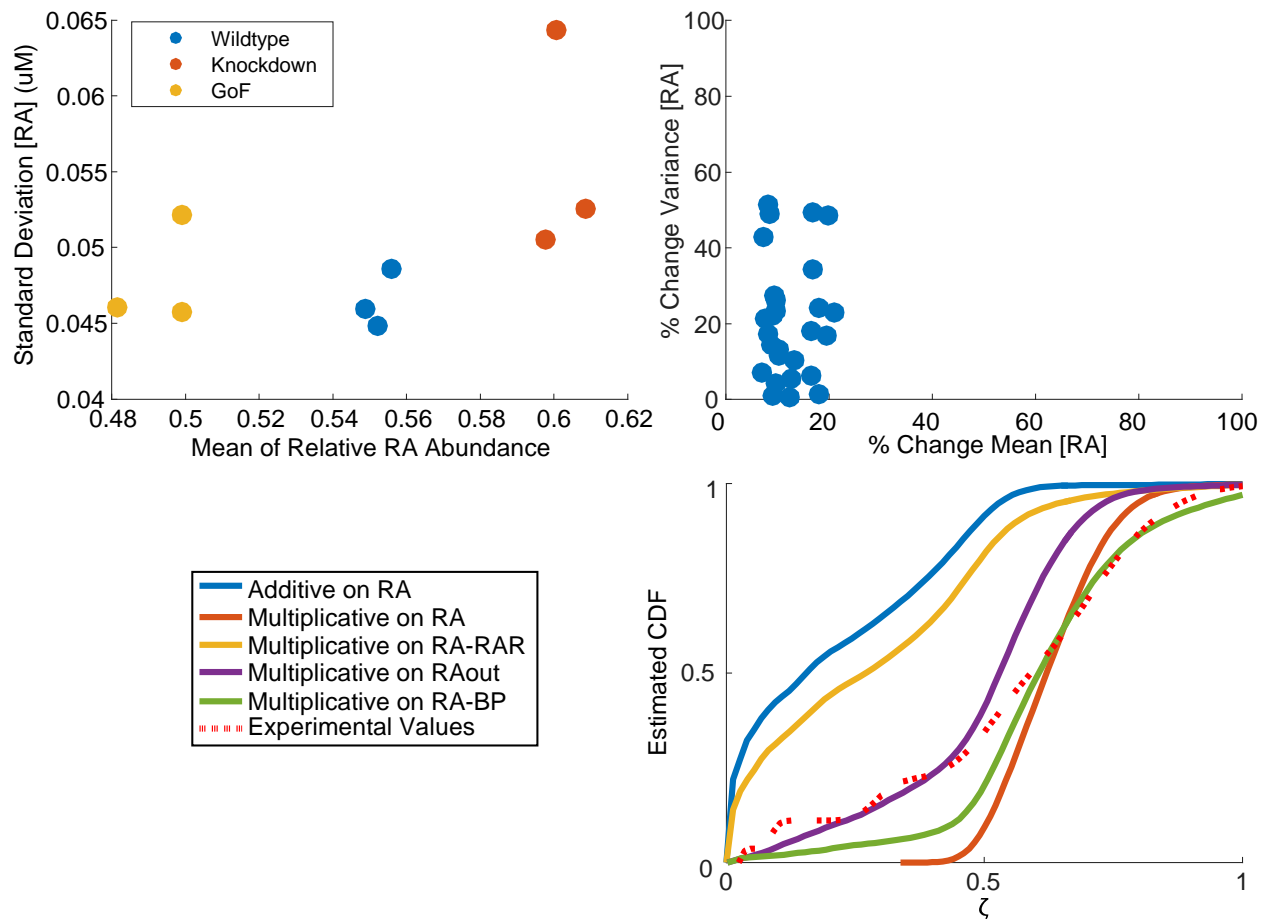 0.065
0.06
0.055
0.05
0.045
0.04
Standard Deviation [RA] (uM)
Wildtype
Knockdown
GoF
0.48 0.5 0.52 0.54 0.56 0.58 0.6 0.62
Mean of Relative RA Abundance
100
80
60
40
20
0
% Change Variance [RA]
0 20 40 60 80 100
% Change Mean [RA]
Additive on RA
Multiplicative on RA
Multiplicative on RA-RAR
Multiplicative on RAout
Multiplicative on RA-BP
Experimental Values
1
0.5
0
Estimated CDF
0 0.5 1
ζ